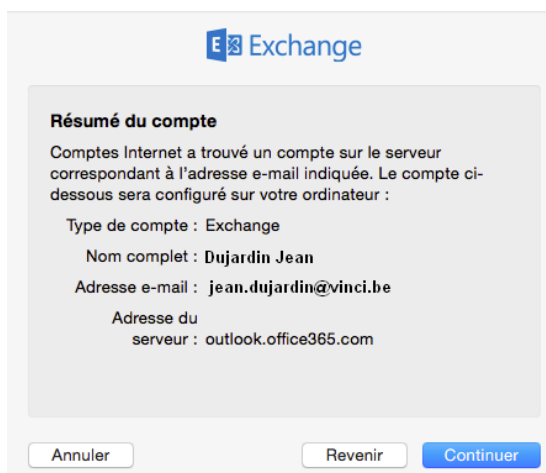 Exchange
Résumé du compte
Comptes Internet a trouvé un compte sur le serveur
correspondant à l'adresse e-mail indiquée. Le compte ci-
dessous sera configuré sur votre ordinateur :
Type de compte : Exchange
Nom complet : Dujardin Jean
Adresse e-mail : jean.dujardin@vinci.be
Adresse du
serveur : outlook.office365.com
Annuler Revenir Continuer